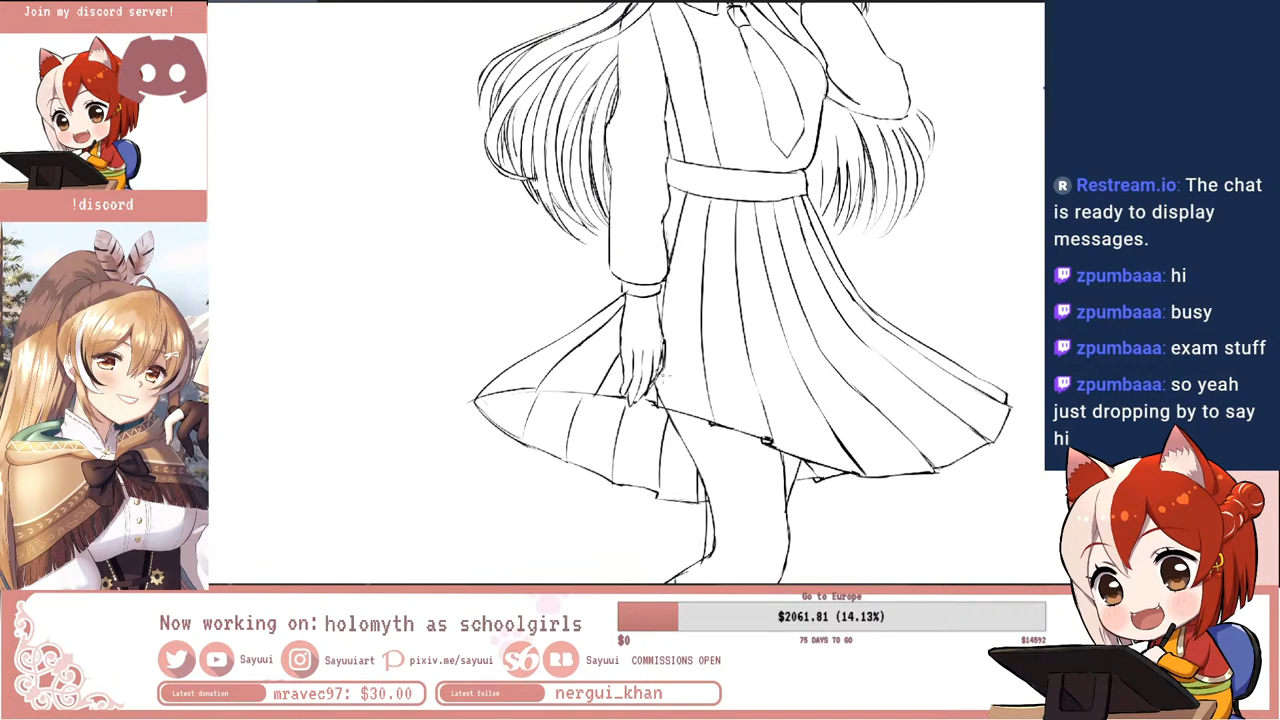 Join my discord server!
!discord
Restream.io: The chat
is ready to display
messages.
zpumbaaa: hi
zpumbaaa: busy
zpumbaaa: exam stuff
zpumbaaa: so yeah
just dropping by to say
hi
Now working on: holomyth as schoolgirls
Go to Europe
$2061.81 (14.13%)
$0
75 DAYS TO GO
$14592
Sayuui
Sayuuiart
pixiv.me/sayuui
S6
RB
Sayuui
COMMISSIONS OPEN
Latest donation
mravec97: $30.00
Latest follow
nergui_khan